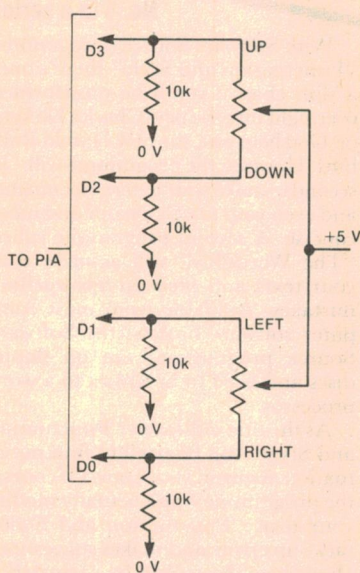 D3
UP
10k
0 V
D2
DOWN
10k
+5 V
0 V
TO PIA
D1
LEFT
10k
0 V
D0
RIGHT
10k
0 V